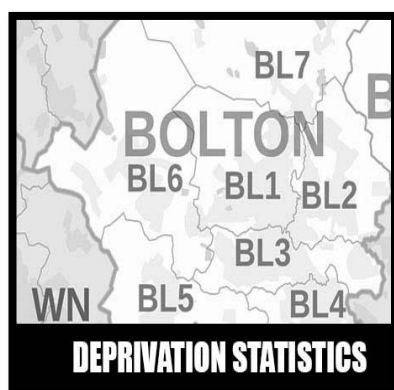 BL7
B
BOLTON
BL6
BL1
BL2
BL3
WN
BL5
BL4
DEPRIVATION STATISTICS